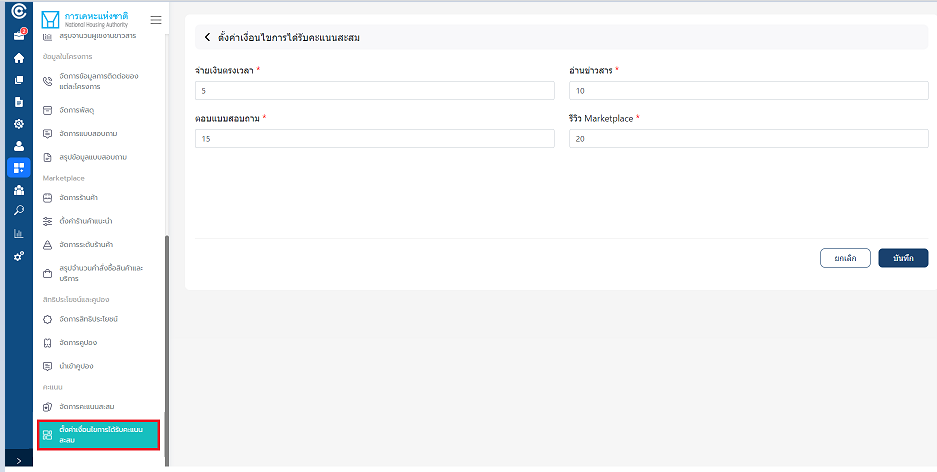 การเคหะแห่งชาติ
National Housing Authority
2
สรุปจำนวนผู้ใช้งานข่าวสาร
ข้อมูลในโครงการ
จัดการข้อมูลการติดต่อของ
แต่ละโครงการ
จัดการพัสดุ
จัดการแบบสอบถาม
สรุปข้อมูลแบบสอบถาม
Marketplace
จัดการร้านค้า
ตั้งค่าร้านค้าแนะนำ
จัดการระดับร้านค้า
สรุปจำนวนคำสั่งซื้อสินค้าและ
บริการ
สิทธิประโยชน์และคูปอง
จัดการสิทธิประโยชน์
จัดการคูปอง
นำเข้าคูปอง
คะแนน
จัดการคะแนนสะสม
ตั้งค่าเงื่อนไขการได้รับคะแนน
สะสม
ตั้งค่าเงื่อนไขการได้รับคะแนนสะสม
จ่ายเงินตรงเวลา *
5
อ่านข่าวสาร *
10
ตอบแบบสอบถาม *
15
รีวิว Marketplace *
20
ยกเลิก
บันทึก